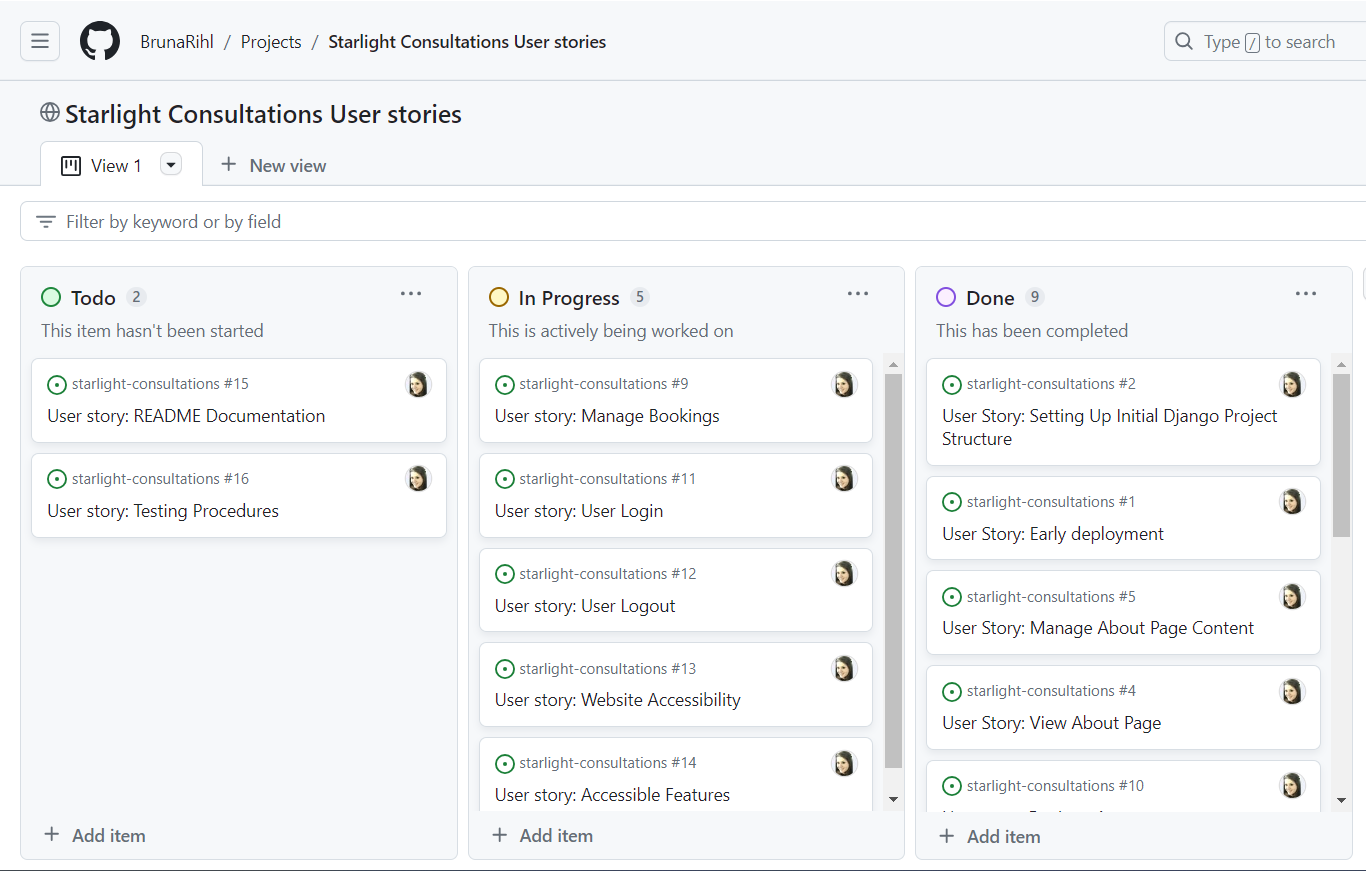 BrunaRihl / Projects / Starlight Consultations User stories
Type / to search
Starlight Consultations User stories
View 1
New view
Filter by keyword or by field
Todo 2
This item hasn't been started
starlight-consultations #15
User story: README Documentation
starlight-consultations #16
User story: Testing Procedures
Add item
In Progress 5
This is actively being worked on
starlight-consultations #9
User story: Manage Bookings
starlight-consultations #11
User story: User Login
starlight-consultations #12
User story: User Logout
starlight-consultations #13
User story: Website Accessibility
starlight-consultations #14
User story: Accessible Features
Add item
Done 9
This has been completed
starlight-consultations #2
User Story: Setting Up Initial Django Project
Structure
starlight-consultations #1
User Story: Early deployment
starlight-consultations #5
User Story: Manage About Page Content
starlight-consultations #4
User Story: View About Page
starlight-consultations #10
Add item